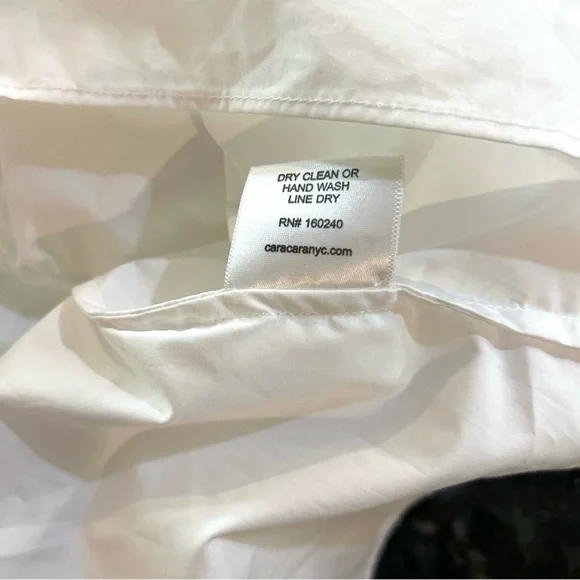 DRY CLEAN OR
HAND WASH
LINE DRY
RN# 160240
caracaranyc.com